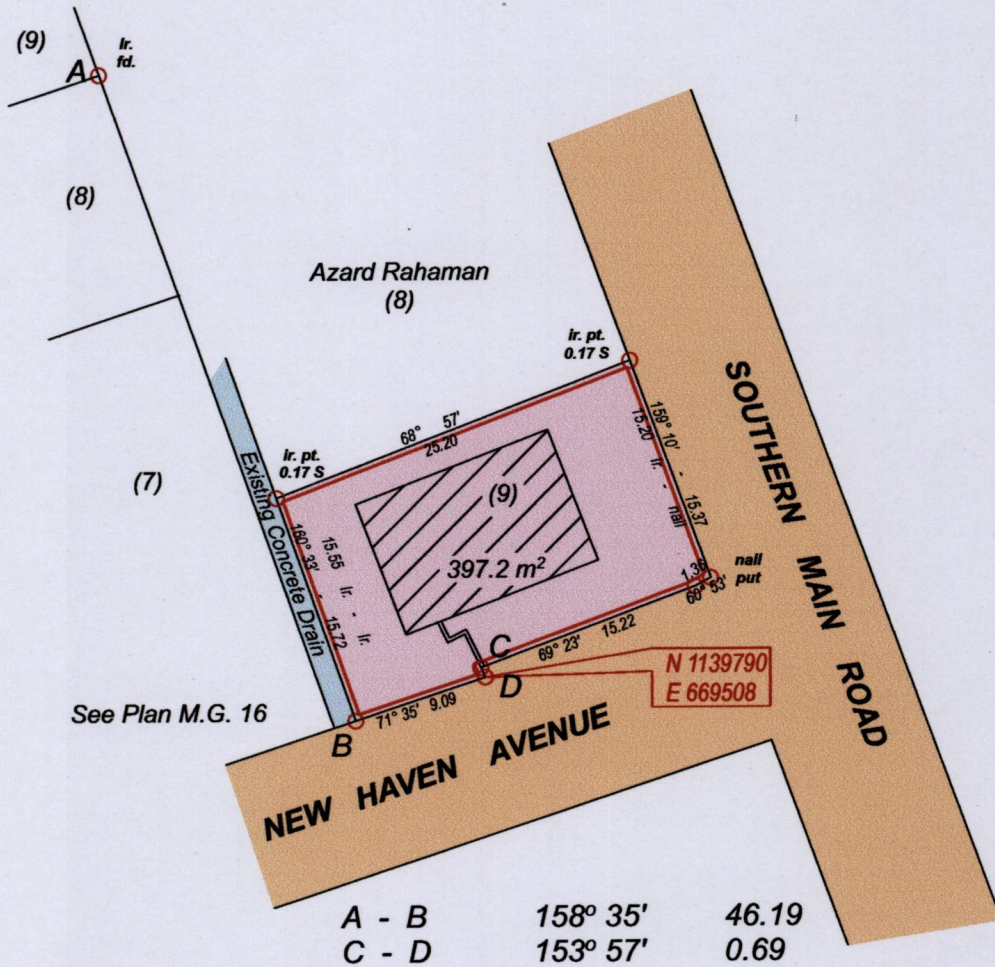 (9)
Ir.
fd.
A
(8)
Azard Rahaman
(8)
ir. pt.
0.17 S
SOUTHERN MAIN ROAD
68° 57'
25.20
ir. pt.
0.17 S
159° 10' - 15.37
15.20 Ir. - nail
(7)
Existing Concrete Drain
(9)
397.2 m²
160° 33' - 15.72
15.55 Ir. - Ir.
nail
put
1.36
60° 53'
C
69° 23' 15.22
D
N 1139790
E 669508
See Plan M.G. 16
71° 35' 9.09
B
NEW HAVEN AVENUE
A - B 158° 35' 46.19
C - D 153° 57' 0.69